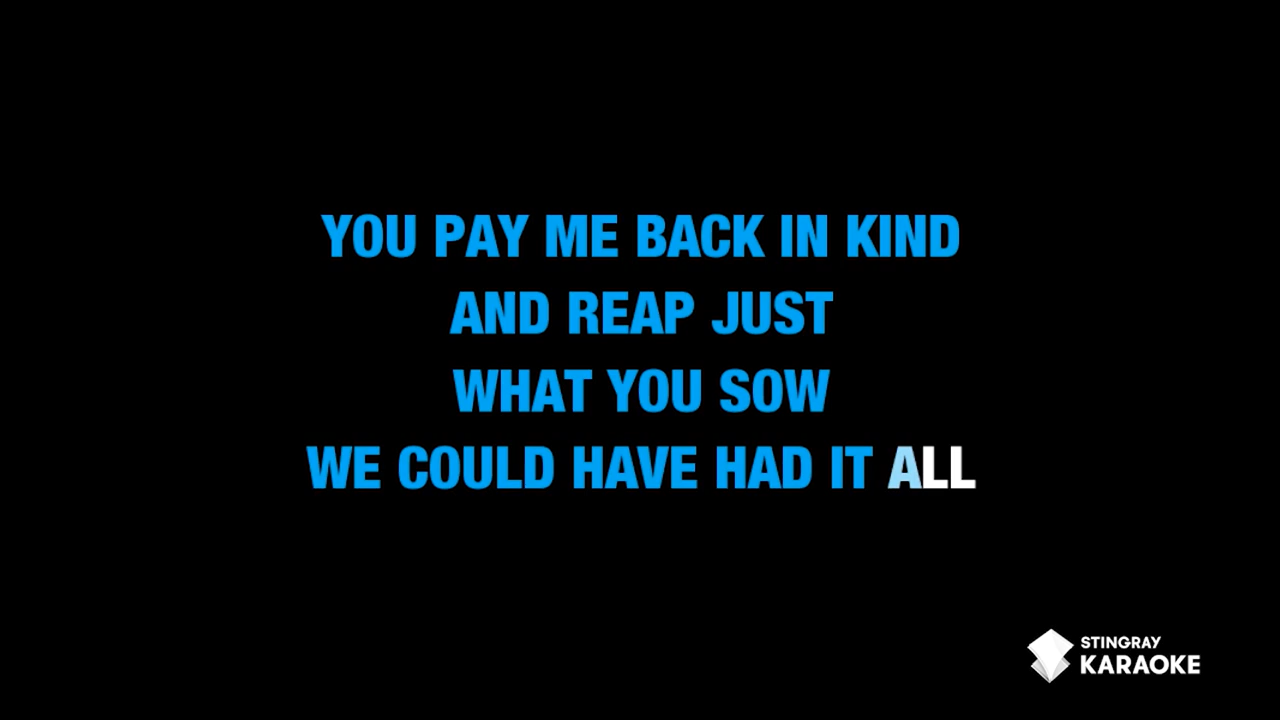 YOU PAY ME BACK IN KIND
AND REAP JUST
WHAT YOU SOW
WE COULD HAVE HAD IT ALL
STINGRAY
KARAOKE